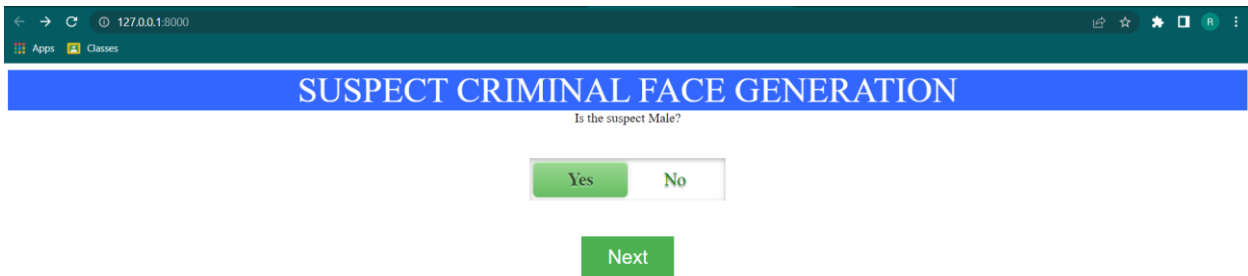 127.0.0.1:8000
R
Apps Classes
SUSPECT CRIMINAL FACE GENERATION
Is the suspect Male?
Yes No
Next